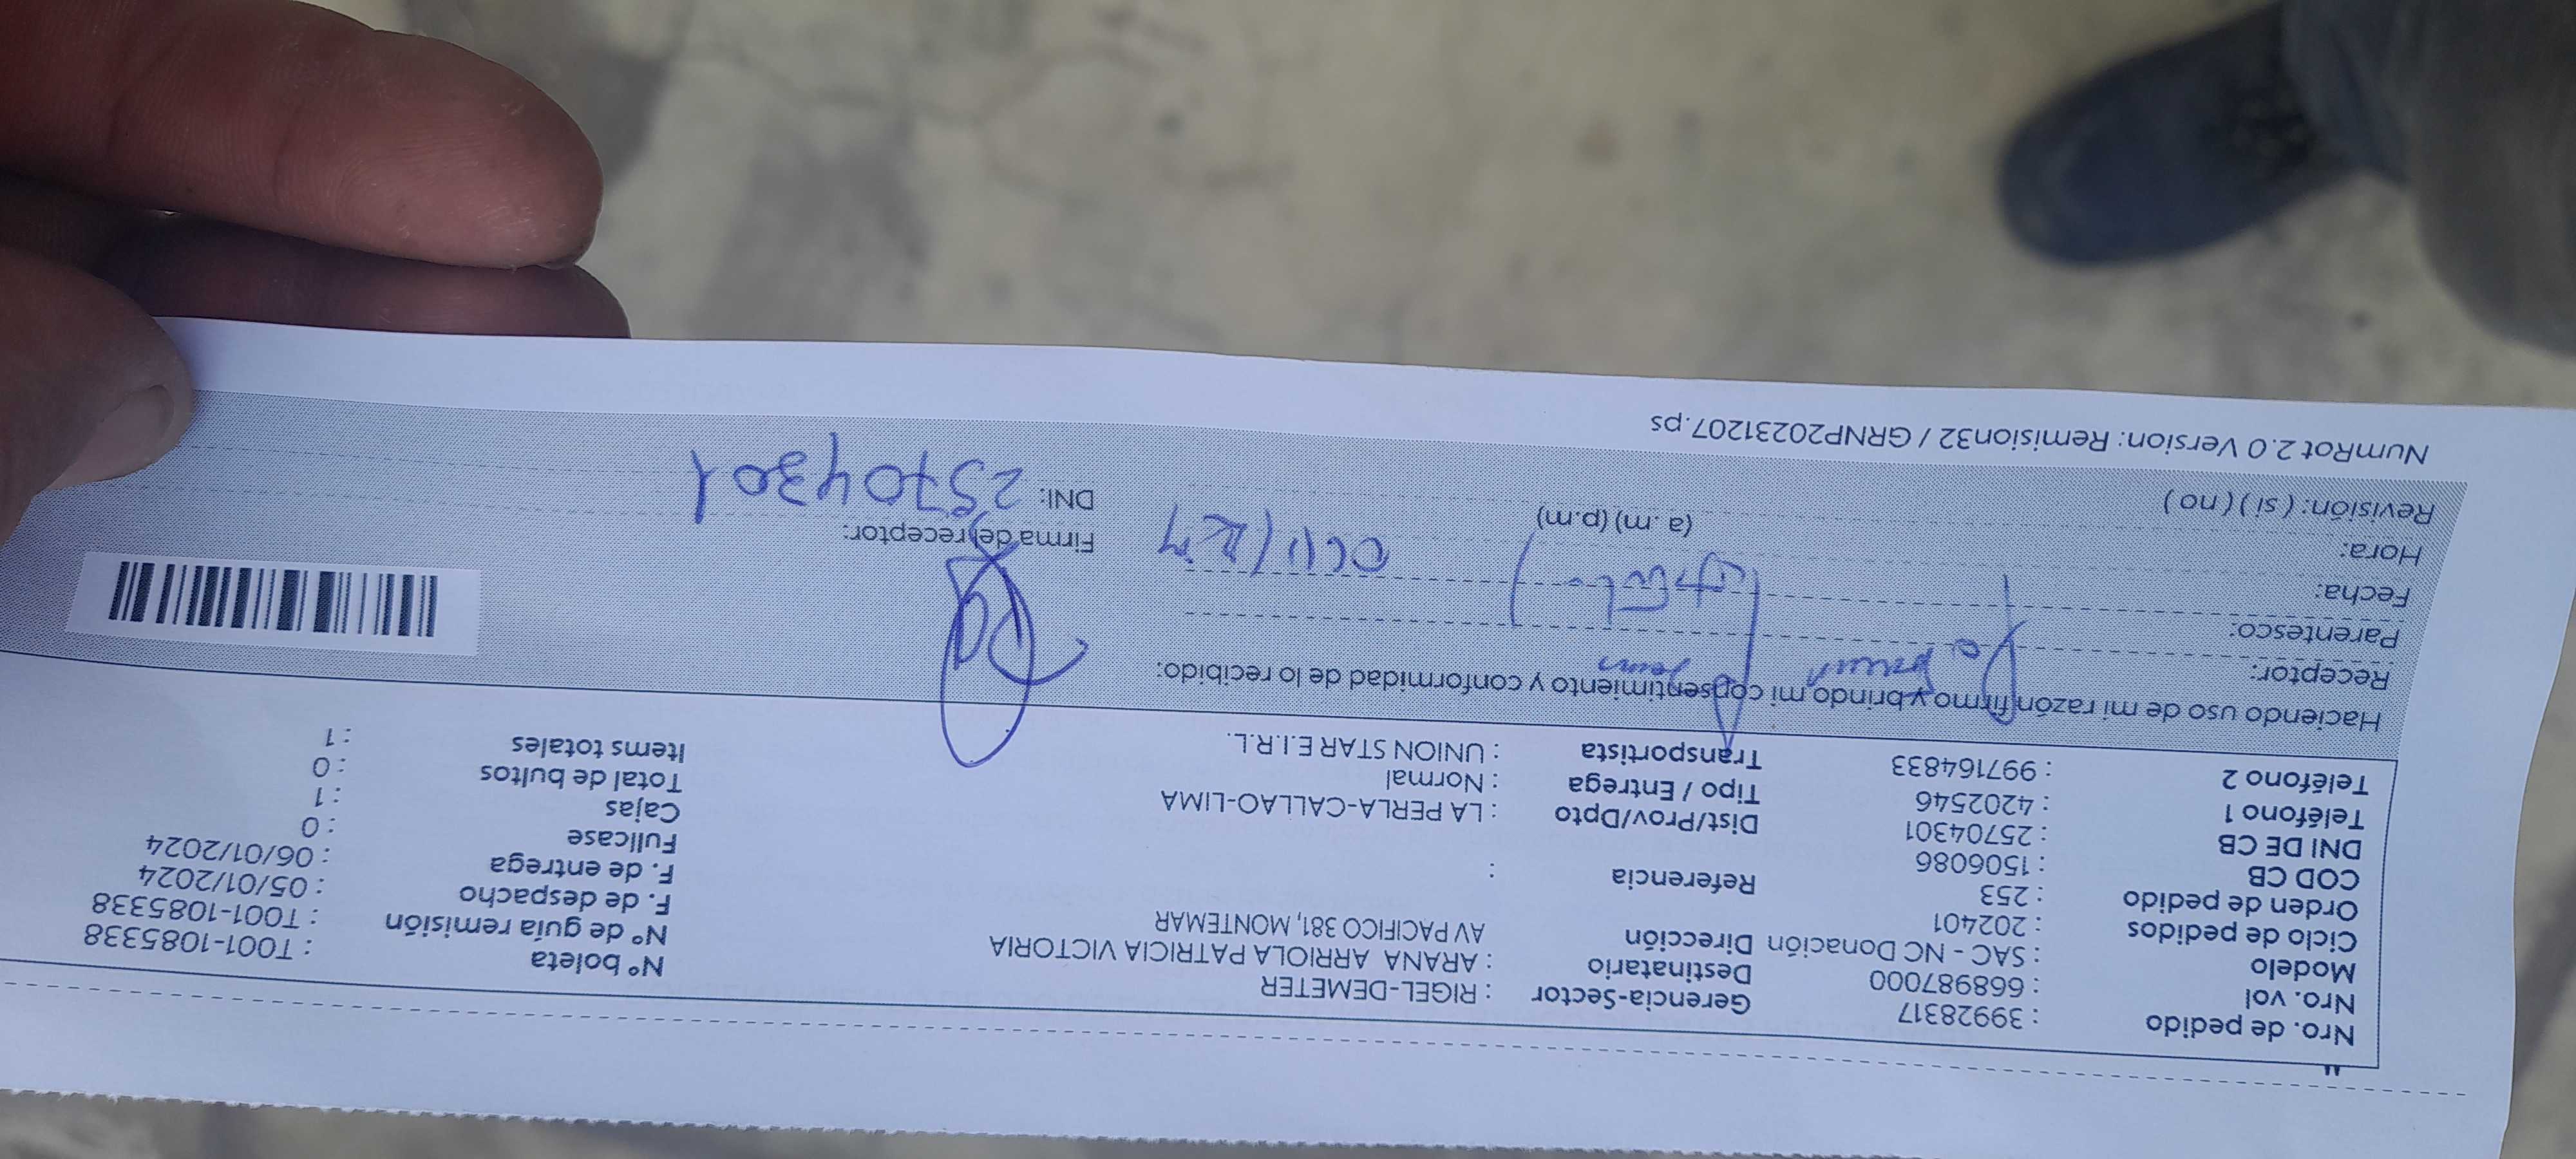 Nro. de pedido : 39928317 Gerencia-Sector : RIGEL-DEMETER Nº boleta : T001-1085338
Nro. vol : 668987000 Destinatario : ARANA ARRIOLA PATRICIA VICTORIA Nº de guía remisión : T001-1085338
Modelo : SAC - NC Donación Dirección AV PACIFICO 381, MONTEMAR F. de despacho : 05/01/2024
Ciclo de pedidos : 202401 F. de entrega : 06/01/2024
Orden de pedido : 253 Referencia : Fullcase : 0
COD CB : 1506086 Cajas : 1
DNI DE CB : 25704301 Dist/Prov/Dpto : LA PERLA-CALLAO-LIMA Total de bultos : 0
Teléfono 1 : 4202546 Tipo / Entrega : Normal Items totales : 1
Teléfono 2 : 997164833 Transportista : UNION STAR E.I.R.L.
Haciendo uso de mi razón firmo y brindo mi consentimiento y conformidad de lo recibido:
Receptor:
Parentesco:
Fecha:
Hora: (a .m) (p.m) Firma de receptor:
Revisión: ( si ) ( no ) DNI: 25704301
NumRot 2.0 Version: Remision32 / GRNP20231207.ps